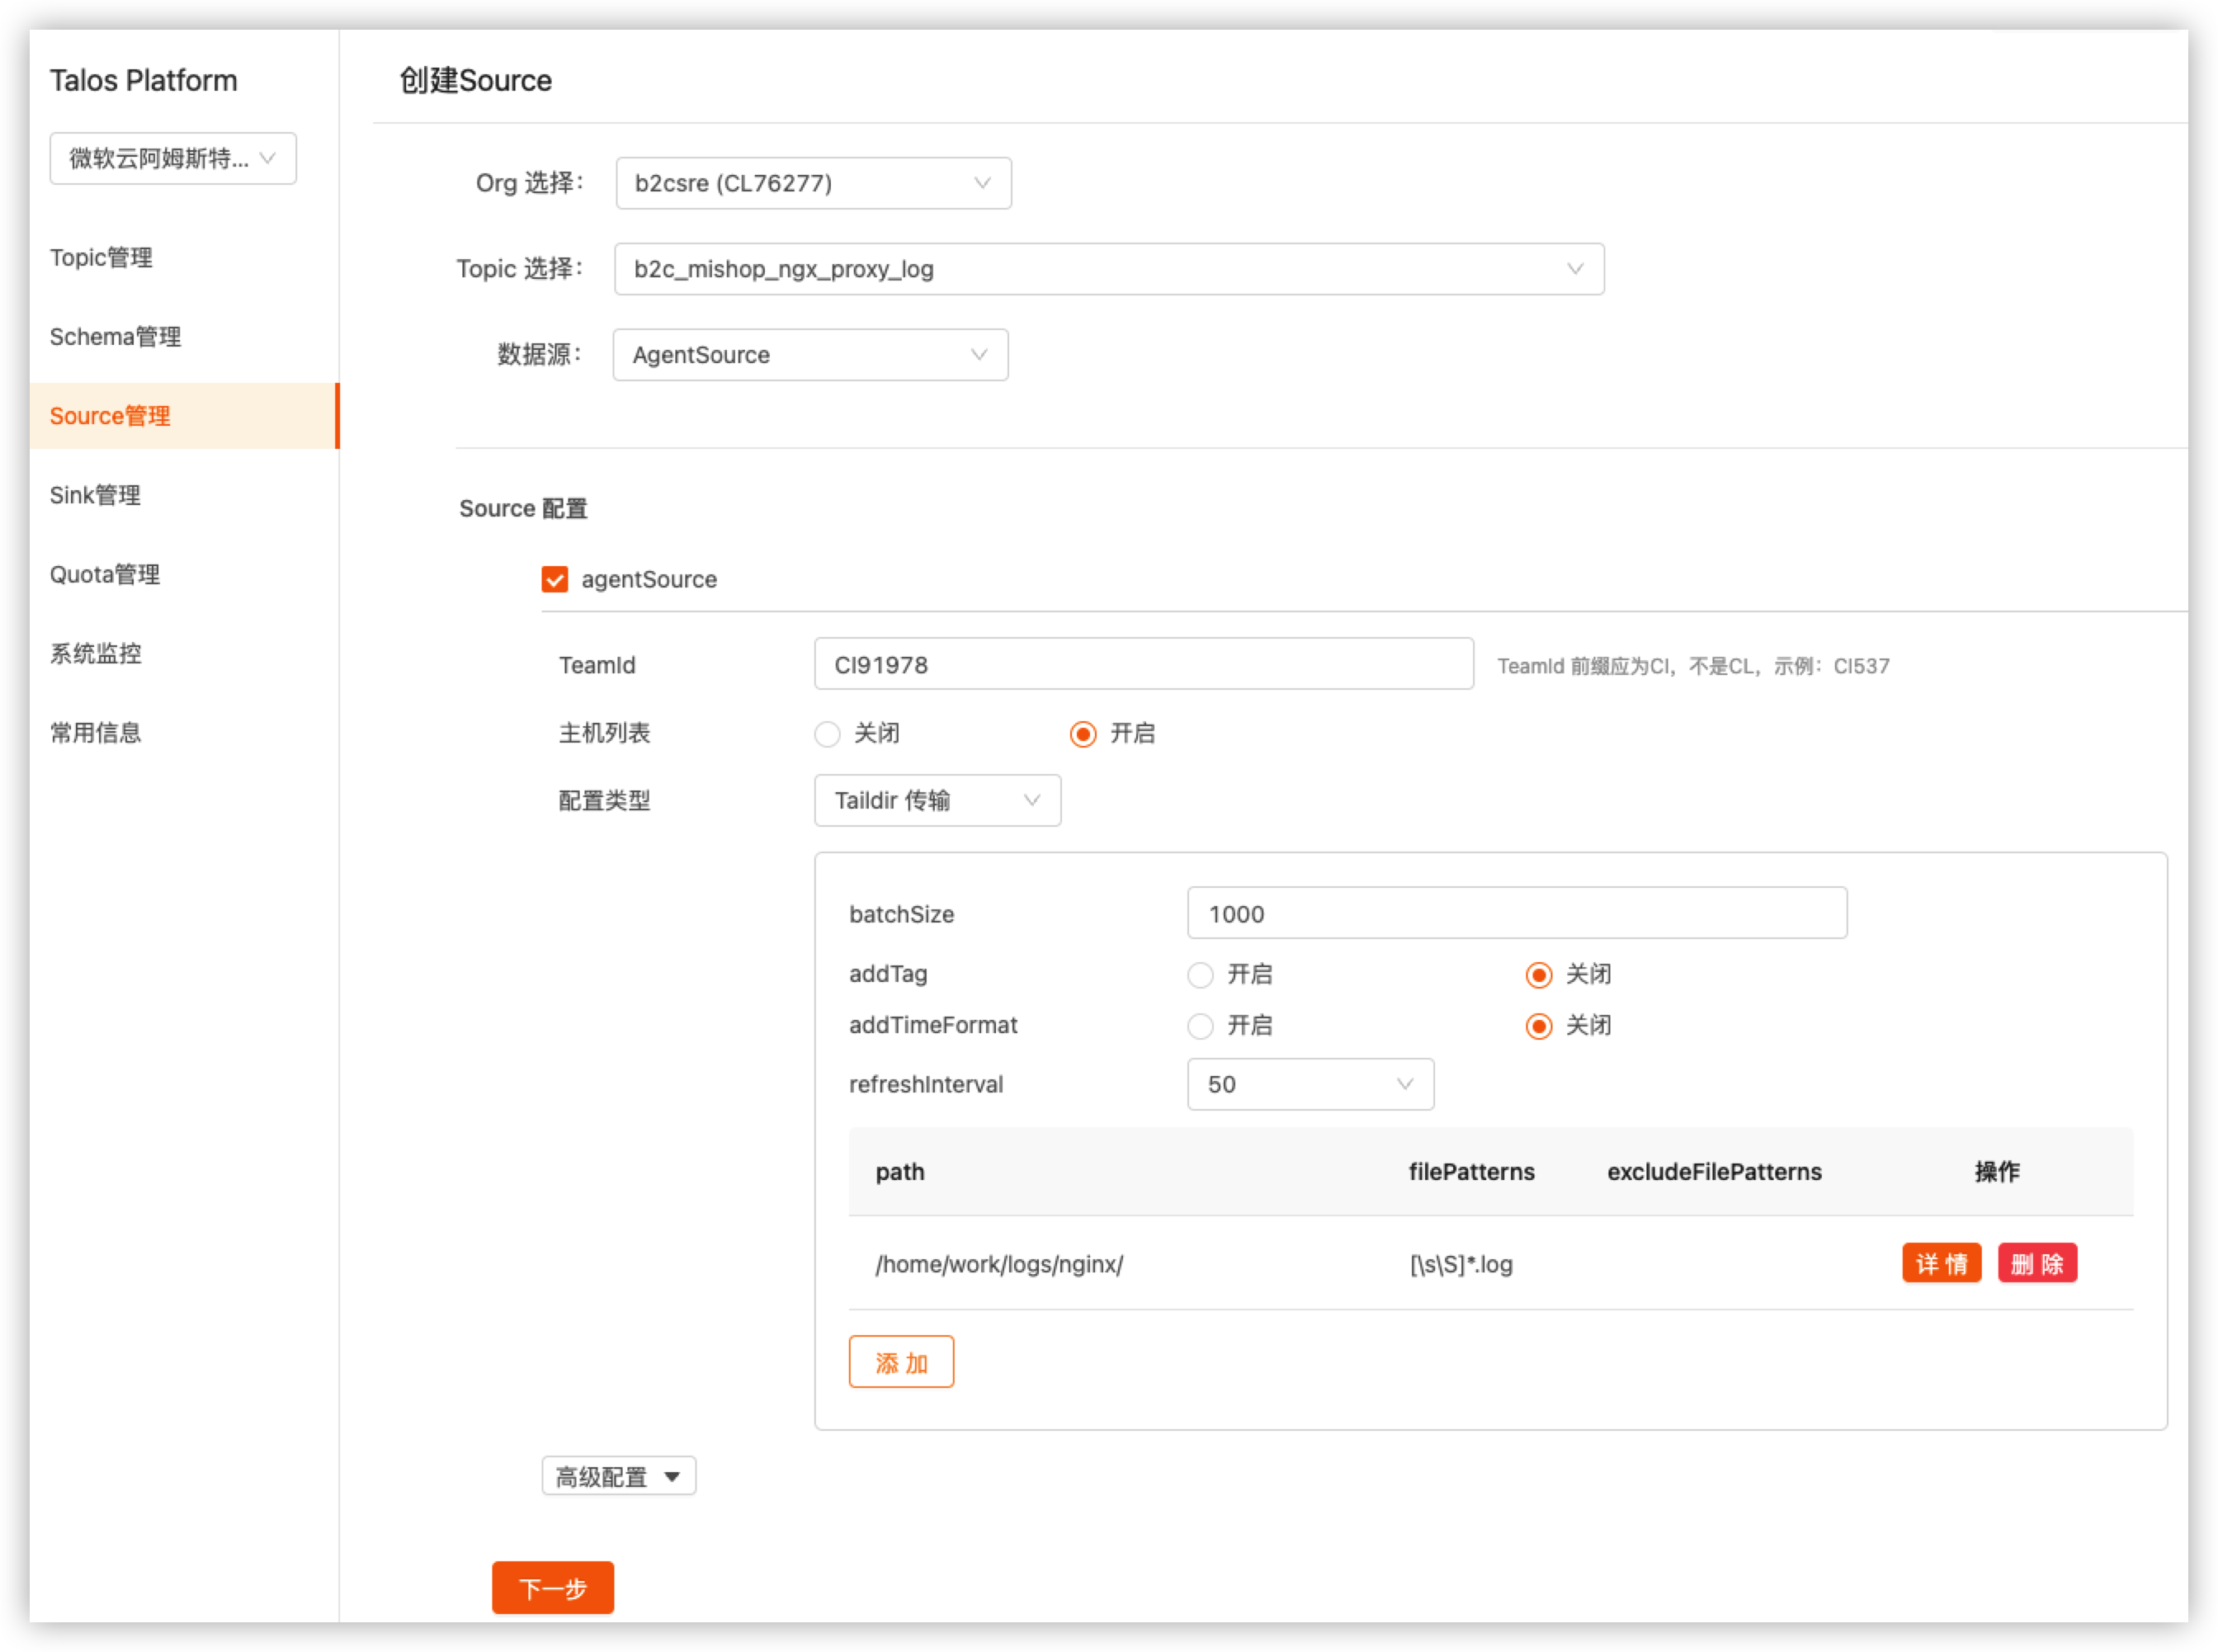 Talos Platform
微软云阿姆斯特...
Topic管理
Schema管理
Source管理
Sink管理
Quota管理
系统监控
常用信息
创建Source
Org 选择： b2csre (CL76277)
Topic 选择： b2c_mishop_ngx_proxy_log
数据源： AgentSource
Source 配置
agentSource
TeamId CI91978 TeamId 前缀应为CI，不是CL，示例：CI537
主机列表 关闭 开启
配置类型 Taildir 传输
batchSize 1000
addTag 开启 关闭
addTimeFormat 开启 关闭
refreshInterval 50
path filePatterns excludeFilePatterns 操作
/home/work/logs/nginx/ [\s\S]*.log 详 情 删 除
添 加
高级配置
下一步